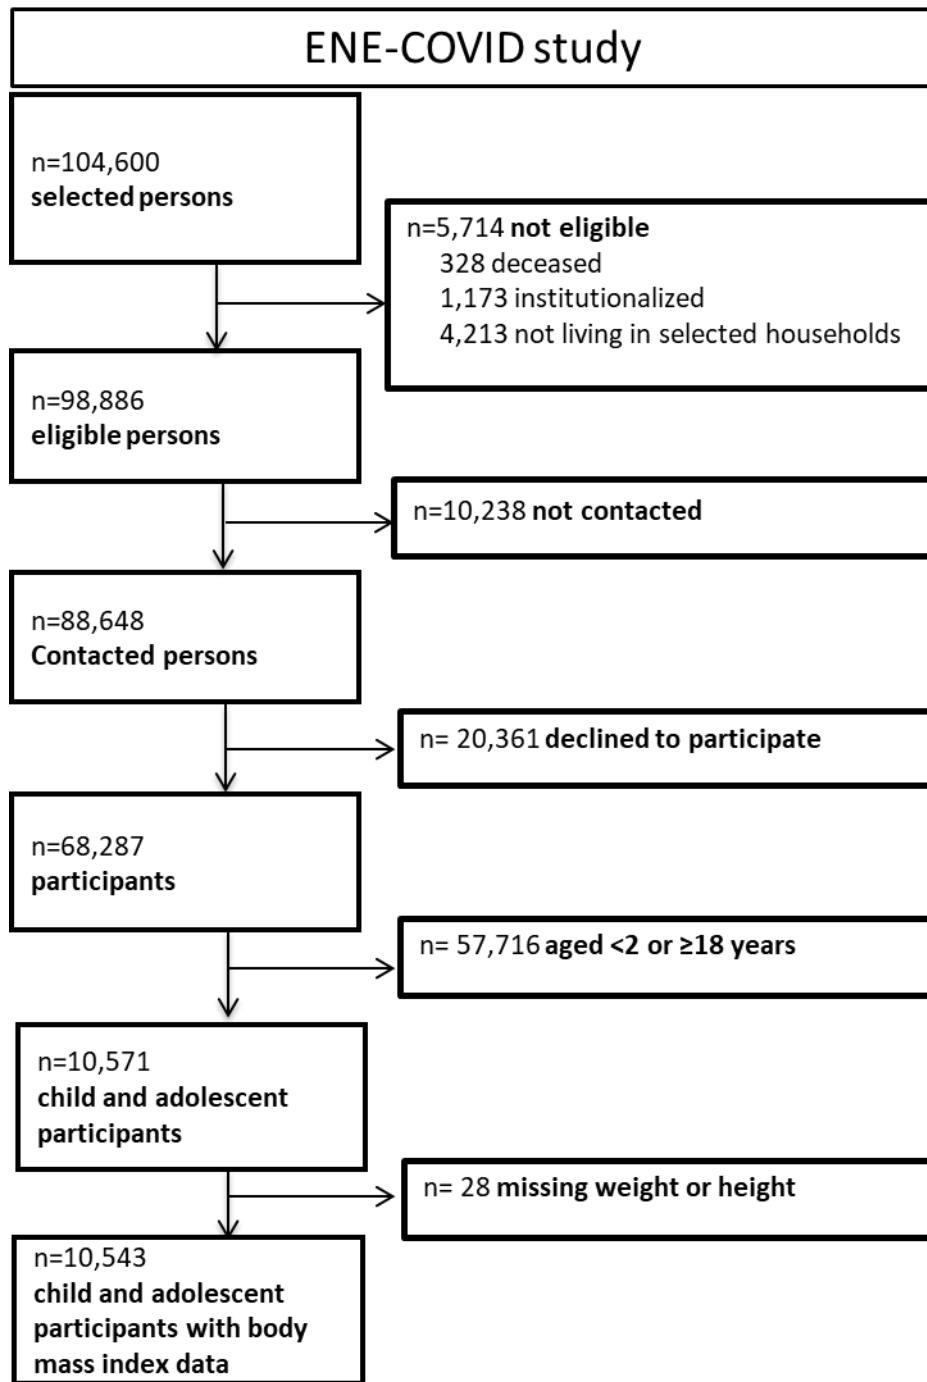 ENE-COVID study
n=104,600
selected persons
n=5,714 not eligible
328 deceased
1,173 institutionalized
4,213 not living in selected households
n=98,886
eligible persons
n=10,238 not contacted
n=88,648
Contacted persons
n= 20,361 declined to participate
n=68,287
participants
n= 57,716 aged <2 or ≥18 years
n=10,571
child and adolescent
participants
n= 28 missing weight or height
n=10,543
child and adolescent
participants with body
mass index data